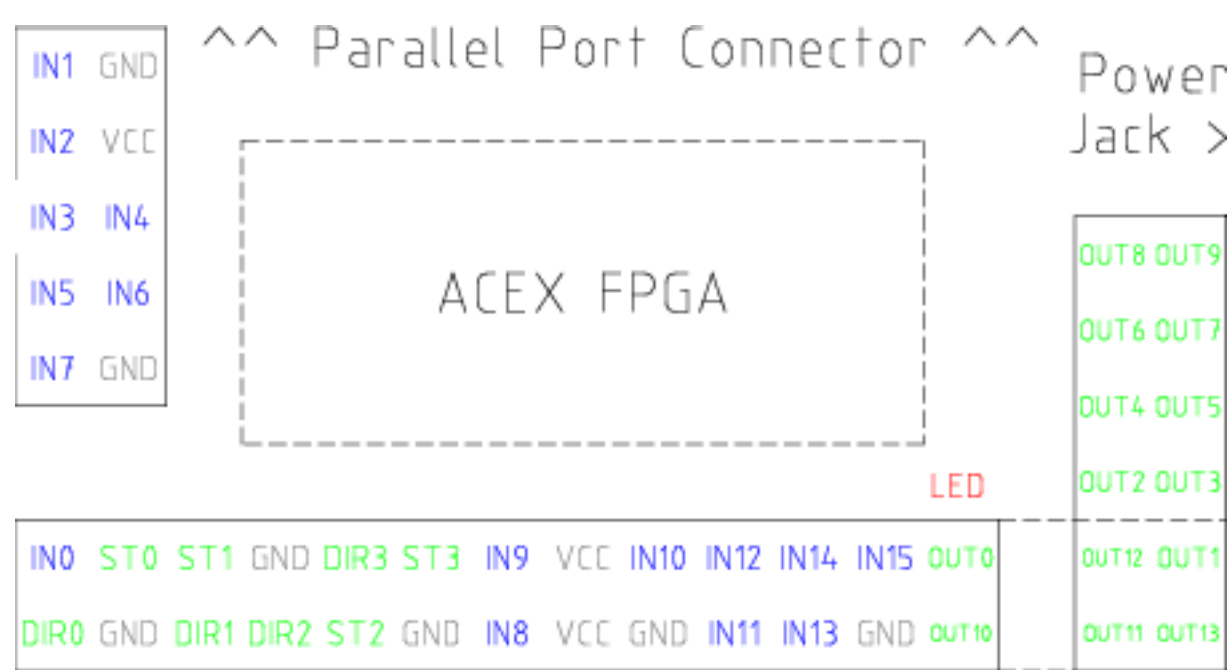 ^^ Parallel Port Connector ^^
Power
Jack >
IN1 GND
IN2 VCC
IN3 IN4
IN5 IN6
IN7 GND
ACEX FPGA
LED
OUT8 OUT9
OUT6 OUT7
OUT4 OUT5
OUT2 OUT3
OUT12 OUT1
OUT11 OUT13
IN0 ST0 ST1 GND DIR3 ST3 IN9 VCC IN10 IN12 IN14 IN15 OUT0
DIR0 GND DIR1 DIR2 ST2 GND IN8 VCC GND IN11 IN13 GND OUT10